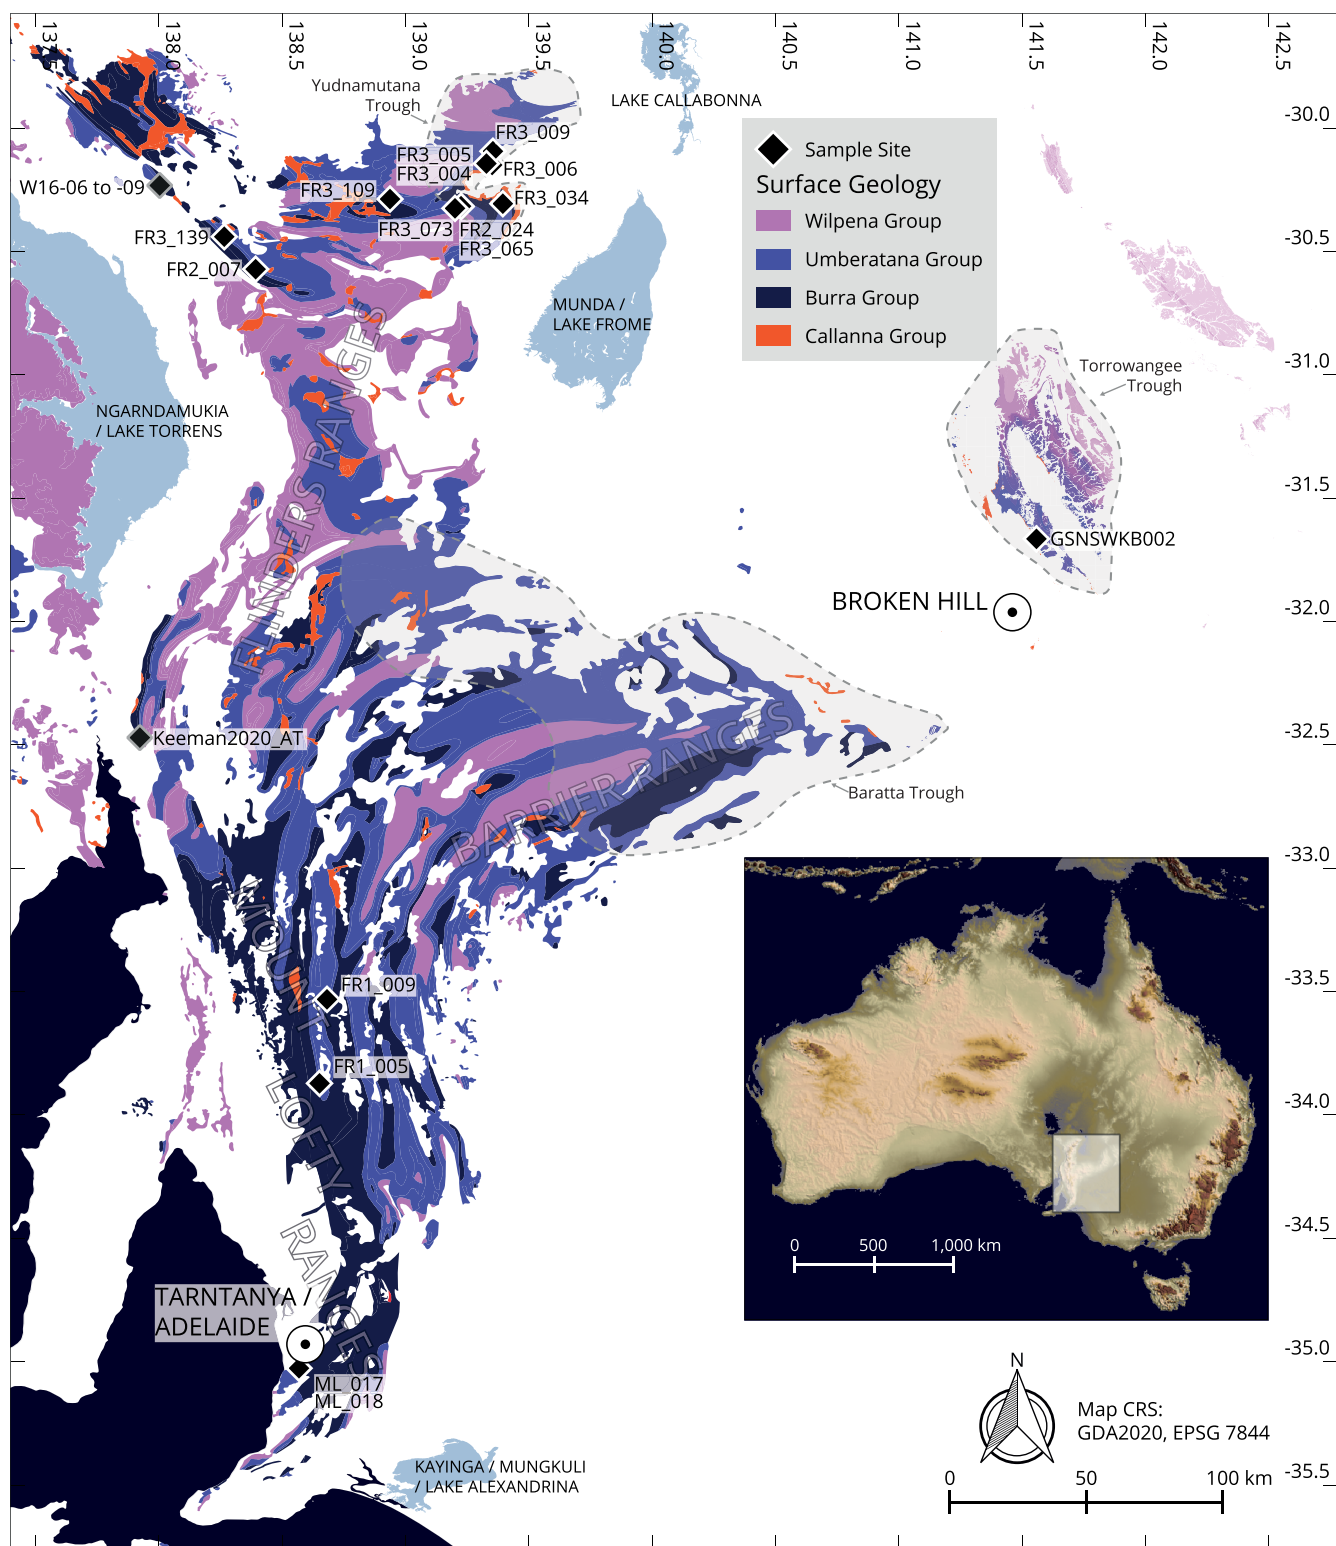 137.5
138.0
138.5
139.0
139.5
140.0
140.5
141.0
141.5
142.0
142.5
-30.0
-30.5
-31.0
-31.5
-32.0
-32.5
-33.0
-33.5
-34.0
-34.5
-35.0
-35.5
Yudnamutana
Trough
LAKE CALLABONNA
FR3_009
FR3_005
FR3_004
FR3_006
W16-06 to -09
FR3_109
FR3_034
FR3_073
FR2_024
FR3_065
FR3_139
FR2_007
Sample Site
Surface Geology
Wilpena Group
Umberatana Group
Burra Group
Callanna Group
MUNDA /
LAKE FROME
NGARNDAMUKIA
/ LAKE TORRENS
Torrowangee
Trough
FLINDERS RANGES
GSNSWKB002
BROKEN HILL
Keeman2020_AT
BARRIER RANGES
Baratta Trough
MOUNT LOFTY RANGES
FR1_009
FR1_005
0
500
1,000 km
TARNTANYA /
ADELAIDE
ML_017
ML_018
KAYINGA / MUNGKULI
/ LAKE ALEXANDRINA
N
Map CRS:
GDA2020, EPSG 7844
0
50
100 km